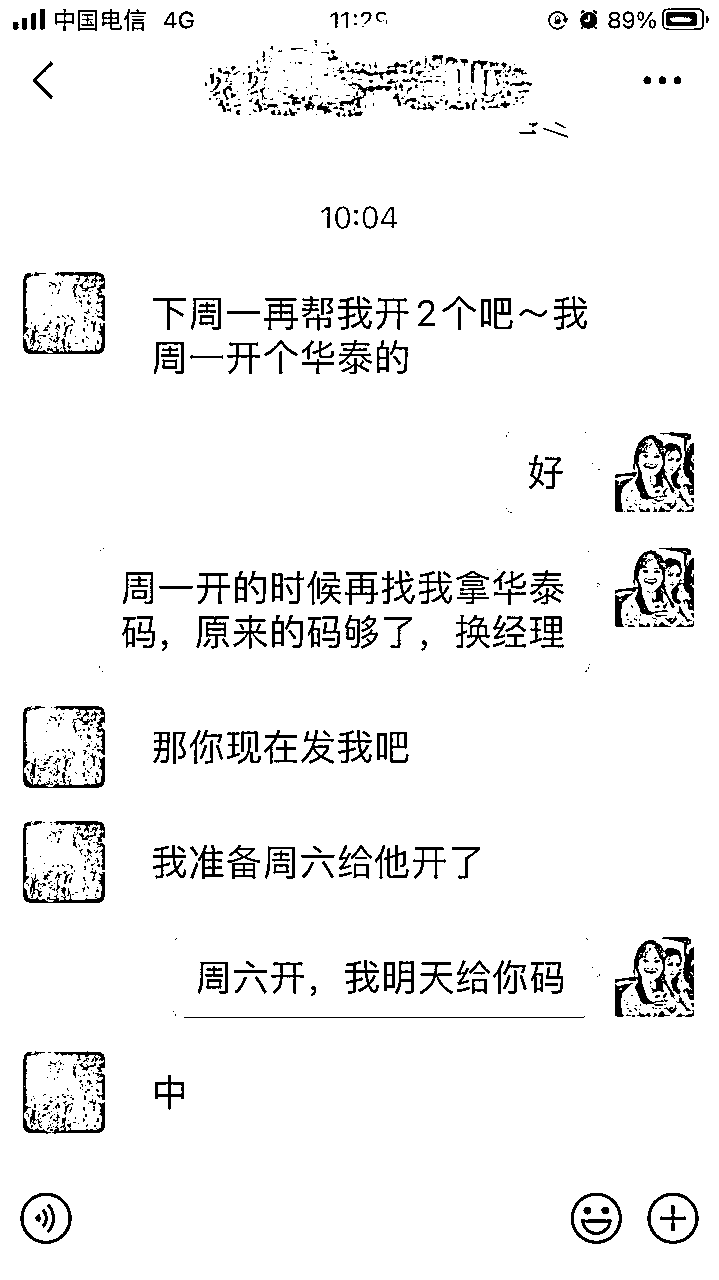 中国电信 4G 11:29 89%
10:04
下周一再帮我开2个吧～我
周一开个华泰的
好
周一开的时候再找我拿华泰
码，原来的码够了，换经理
那你现在发我吧
我准备周六给他开了
周六开，我明天给你码
中